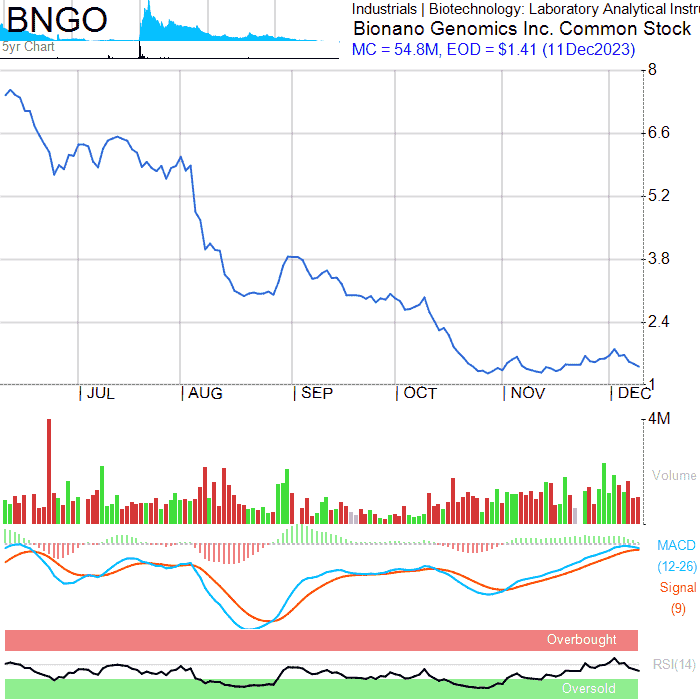 BNGO
5yr Chart
Industrials | Biotechnology: Laboratory Analytical Instru
Bionano Genomics Inc. Common Stock
MC = 54.8M, EOD = $1.41 (11Dec2023)
8
6.6
5.2
3.8
2.4
1
JUL AUG SEP OCT NOV DEC
4M
Volume
MACD
(12-26)
Signal
(9)
Overbought
RSI(14)
Oversold